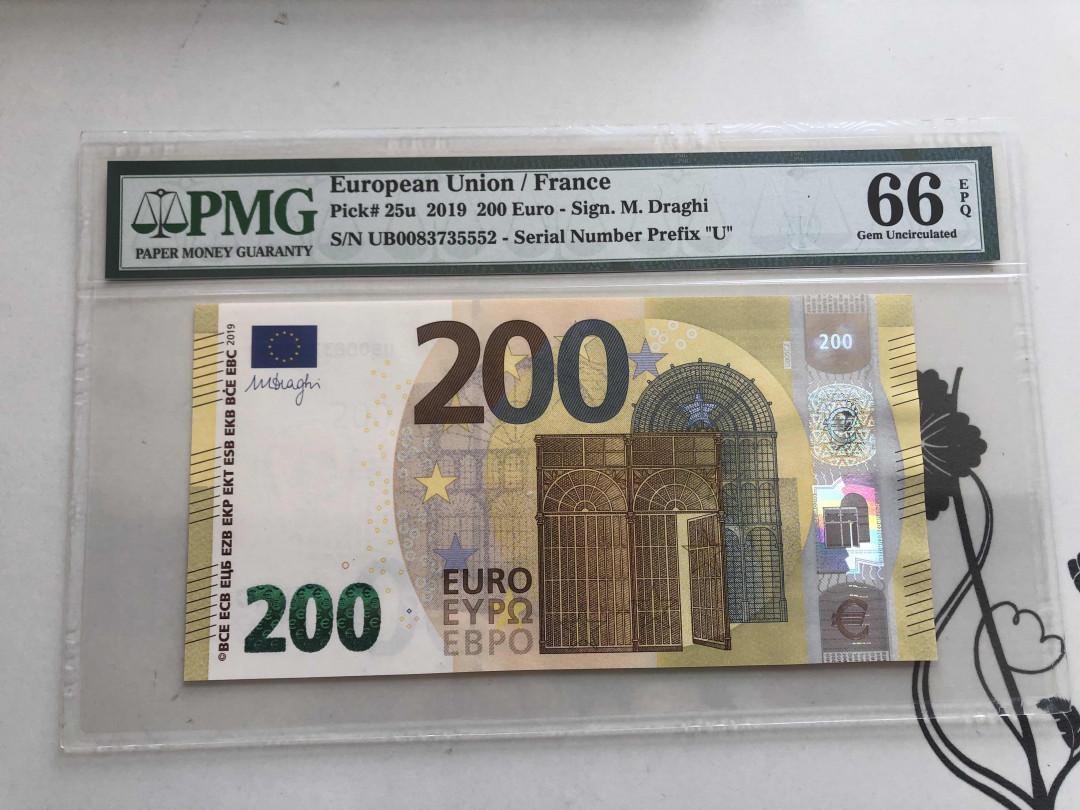 PMG
PAPER MONEY GUARANTY
European Union / France
Pick# 25u 2019 200 Euro - Sign. M. Draghi
S/N UB0083735552 - Serial Number Prefix "U"
66
EPQ
Gem Uncirculated
©BCE ECB ЕЦБ EZB EKP ΕΚΤ ESB EKB BĊE EBC 2019
MDraghi
200
200
200
EURO
ΕΥΡΩ
ЕВРО
€